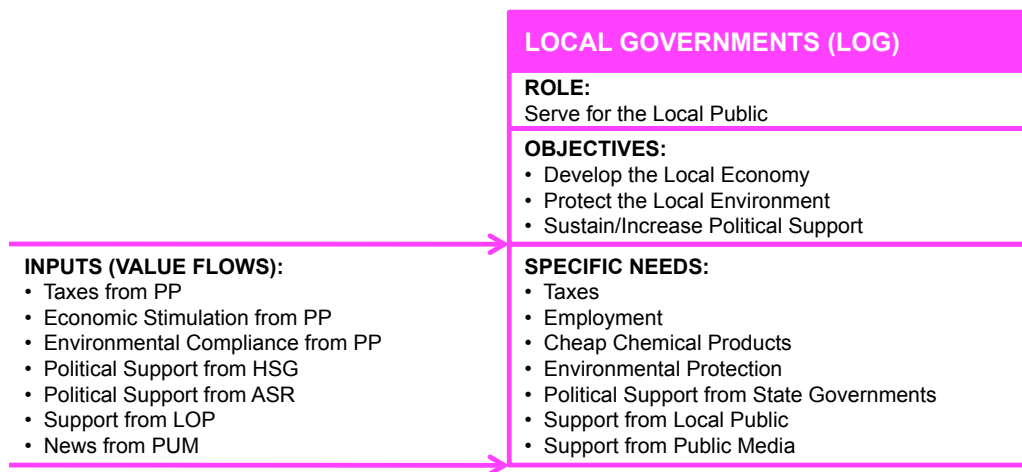 LOCAL GOVERNMENTS (LOG)
ROLE:
Serve for the Local Public
OBJECTIVES:
• Develop the Local Economy
• Protect the Local Environment
• Sustain/Increase Political Support
INPUTS (VALUE FLOWS):
• Taxes from PP
• Economic Stimulation from PP
• Environmental Compliance from PP
• Political Support from HSG
• Political Support from ASR
• Support from LOP
• News from PUM
SPECIFIC NEEDS:
• Taxes
• Employment
• Cheap Chemical Products
• Environmental Protection
• Political Support from State Governments
• Support from Local Public
• Support from Public Media